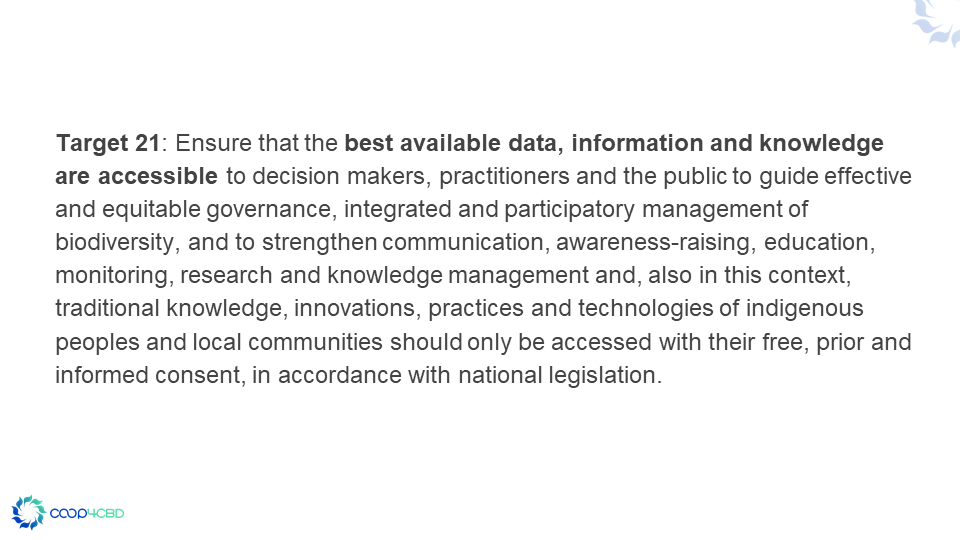 Target 21: Ensure that the best available data, information and knowledge
are accessible to decision makers, practitioners and the public to guide effective
and equitable governance, integrated and participatory management of
biodiversity, and to strengthen communication, awareness-raising, education,
monitoring, research and knowledge management and, also in this context,
traditional knowledge, innovations, practices and technologies of indigenous
peoples and local communities should only be accessed with their free, prior and
informed consent, in accordance with national legislation.
COOP4CBD